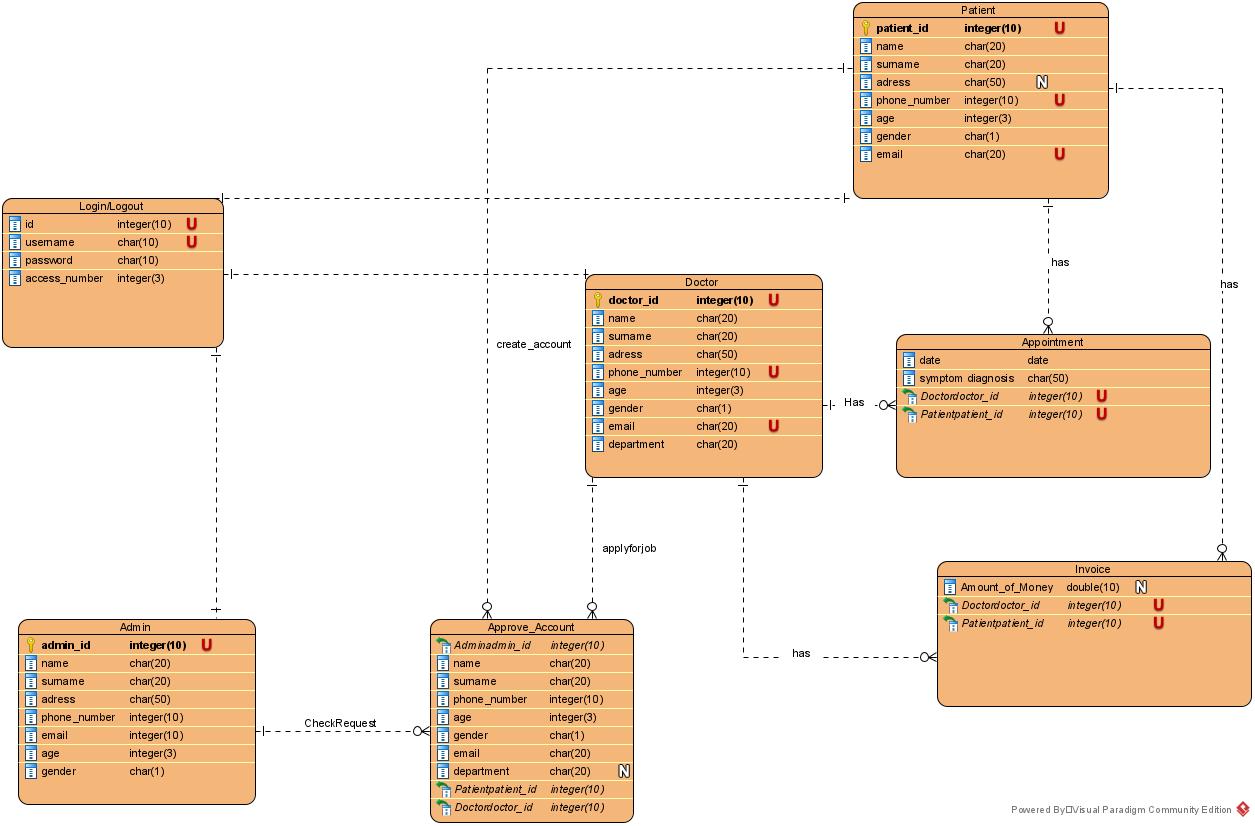 Patient
patient_id integer(10) U
name char(20)
surname char(20)
adress char(50) N
phone_number integer(10) U
age integer(3)
gender char(1)
email char(20) U
Login/Logout
id integer(10) U
username char(10) U
password char(10)
access_number integer(3)
has
has
Doctor
doctor_id integer(10) U
name char(20)
surname char(20)
adress char(50)
phone_number integer(10) U
age integer(3)
gender char(1)
email char(20) U
department char(20)
create_account
Appointment
date date
symptom diagnosis char(50)
Doctordoctor_id integer(10) U
Patientpatient_id integer(10) U
Has
applyforjob
Invoice
Amount_of_Money double(10) N
Doctordoctor_id integer(10) U
Patientpatient_id integer(10) U
has
Admin
admin_id integer(10) U
name char(20)
surname char(20)
adress char(50)
phone_number integer(10)
email integer(10)
age integer(3)
gender char(1)
CheckRequest
Approve_Account
Adminadmin_id integer(10)
name char(20)
surname char(20)
phone_number integer(10)
age integer(3)
gender char(1)
email char(20)
department char(20) N
Patientpatient_id integer(10)
Doctordoctor_id integer(10)
Powered By Visual Paradigm Community Edition